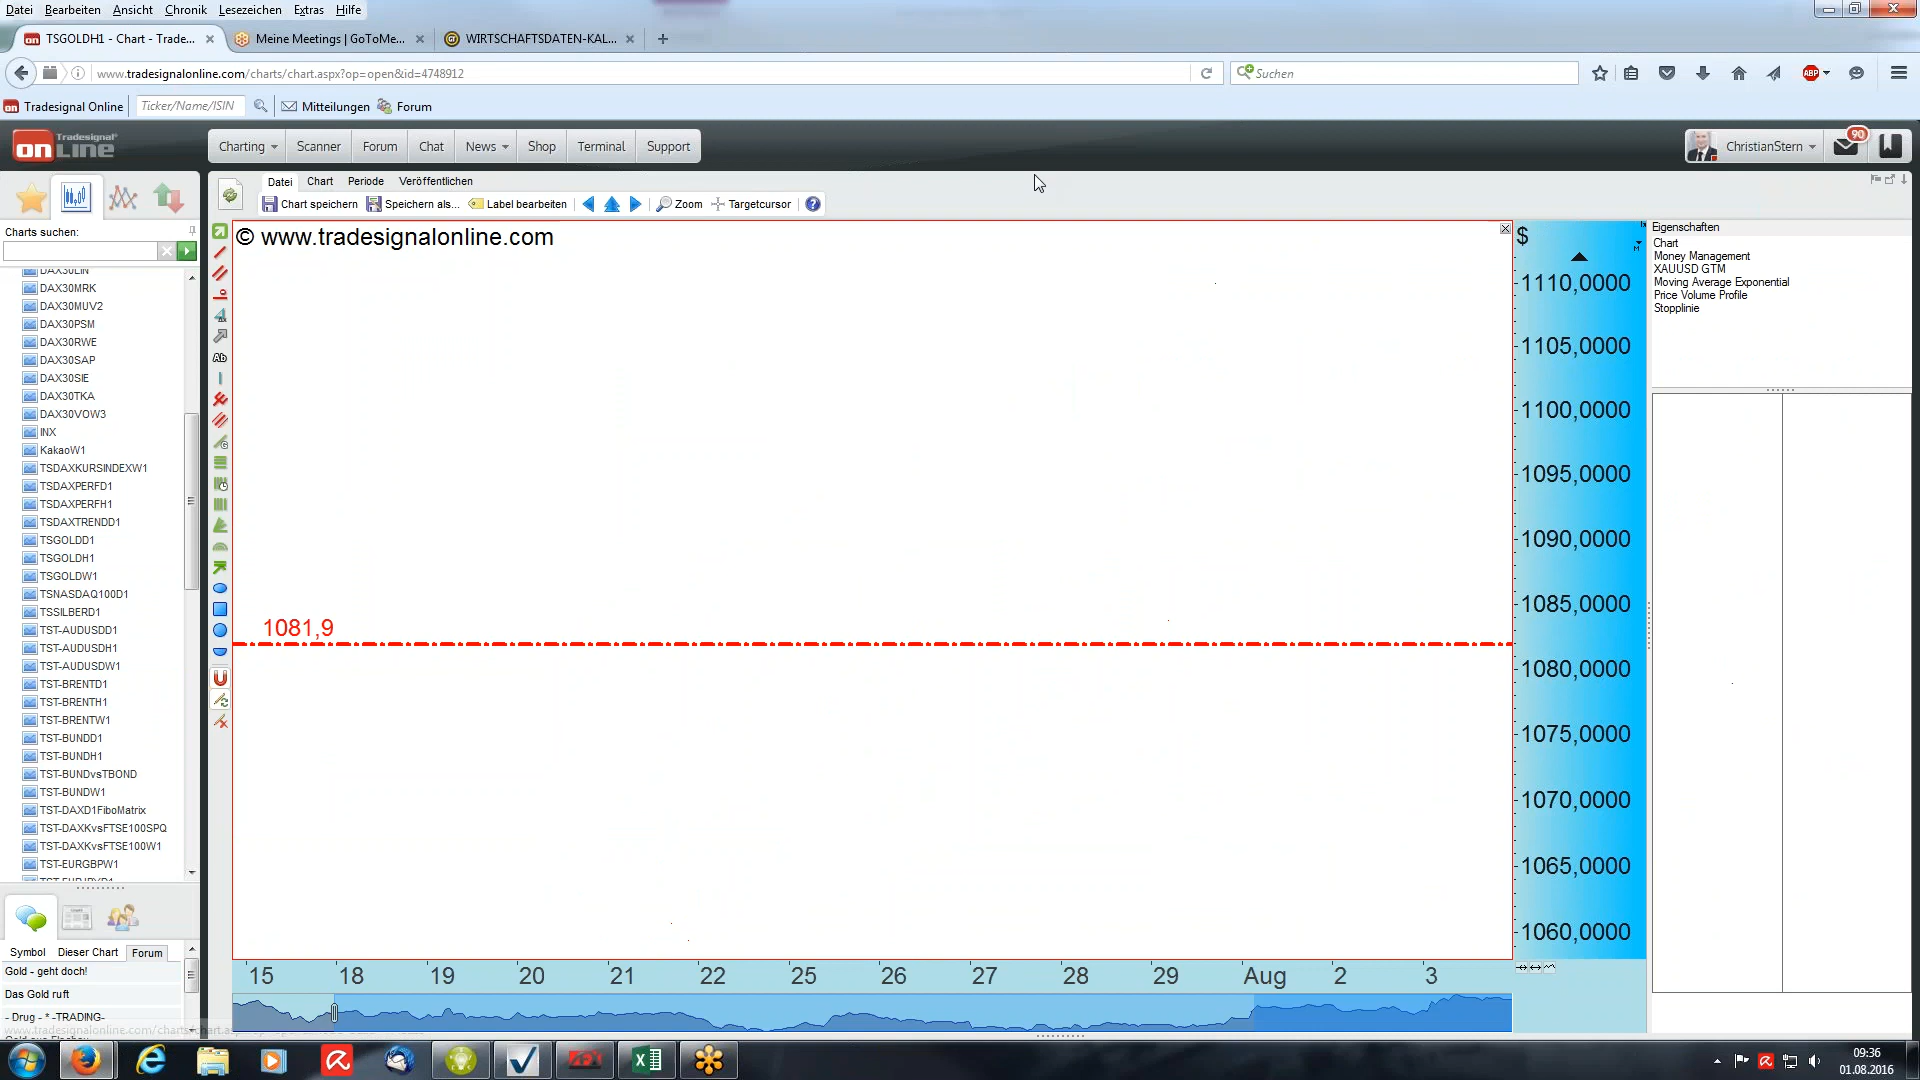 Datei Bearbeiten Ansicht Chronik Lesezeichen Extras Hilfe
TSGOLDH1 - Chart - Trade... Meine Meetings | GoToMe... WIRTSCHAFTSDATEN-KAL...
www.tradesignalonline.com/charts/chart.aspx?op=open&id=4748912 Suchen ABP
on Tradesignal Online Ticker/Name/ISIN Mitteilungen Forum
Tradesignal® onLINE Charting Scanner Forum Chat News Shop Terminal Support ChristianStern 90
Datei Chart Periode Veröffentlichen
Chart speichern Speichern als... Label bearbeiten Zoom Targetcursor ?
Charts suchen:
DAX30LIN
DAX30MRK
DAX30MUV2
DAX30PSM
DAX30RWE
DAX30SAP
DAX30SIE
DAX30TKA
DAX30VOW3
INX
KakaoW1
TSDAXKURSINDEXW1
TSDAXPERFD1
TSDAXPERFH1
TSDAXTRENDD1
TSGOLDD1
TSGOLDH1
TSGOLDW1
TSNASDAQ100D1
TSSILBERD1
TST-AUDUSDD1
TST-AUDUSDH1
TST-AUDUSDW1
TST-BRENTD1
TST-BRENTH1
TST-BRENTW1
TST-BUNDD1
TST-BUNDH1
TST-BUNDvsTBOND
TST-BUNDW1
TST-DAXD1FiboMatrix
TST-DAXKvsFTSE100SPQ
TST-DAXKvsFTSE100W1
TST-EURGBPW1
Symbol Dieser Chart Forum
Gold - geht doch!
Das Gold ruft
- Drug - * -TRADING-
Ab
© www.tradesignalonline.com
1081,9
$
1110,0000
1105,0000
1100,0000
1095,0000
1090,0000
1085,0000
1080,0000
1075,0000
1070,0000
1065,0000
1060,0000
15 18 19 20 21 22 25 26 27 28 29 Aug 2 3
Eigenschaften
Chart
Money Management
XAUUSD GTM
Moving Average Exponential
Price Volume Profile
Stopplinie
09:36
01.08.2016